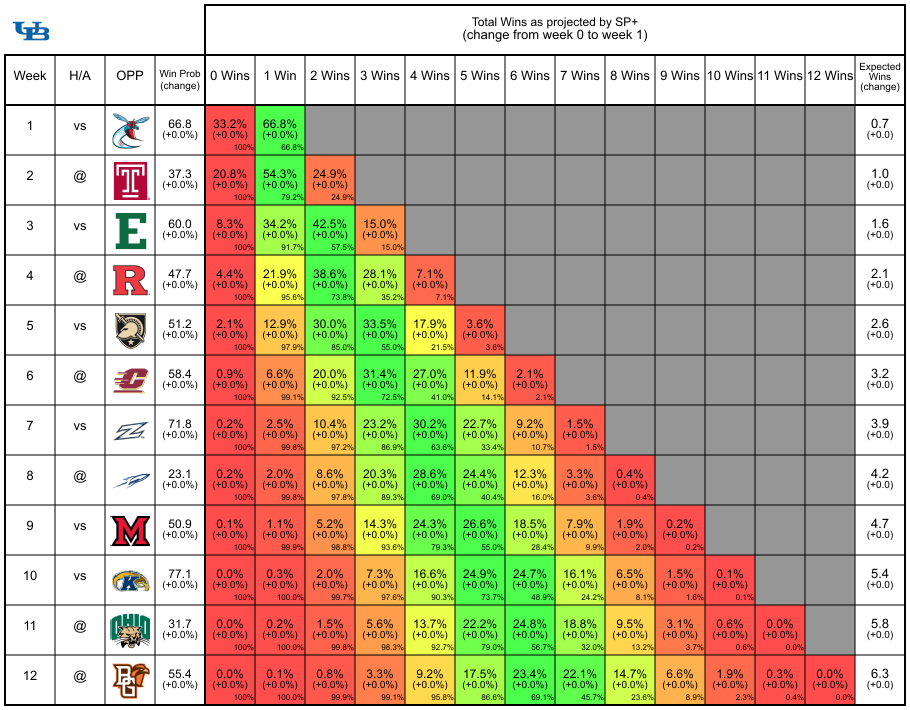 UB
Total Wins as projected by SP+
(change from week 0 to week 1)
Week H/A OPP Win Prob (change) 0 Wins 1 Win 2 Wins 3 Wins 4 Wins 5 Wins 6 Wins 7 Wins 8 Wins 9 Wins 10 Wins 11 Wins 12 Wins Expected Wins (change)
1 vs 66.8 33.2% 66.8% 0.7
(+0.0%) (+0.0%) (+0.0%) (+0.0)
100% 66.8%
2 @ T 37.3 20.8% 54.3% 24.9% 1.0
(+0.0%) (+0.0%) (+0.0%) (+0.0%) (+0.0)
100% 79.2% 24.9%
3 vs E 60.0 8.3% 34.2% 42.5% 15.0% 1.6
(+0.0%) (+0.0%) (+0.0%) (+0.0%) (+0.0%) (+0.0)
100% 91.7% 57.5% 15.0%
4 @ R 47.7 4.4% 21.9% 38.6% 28.1% 7.1% 2.1
(+0.0%) (+0.0%) (+0.0%) (+0.0%) (+0.0%) (+0.0%) (+0.0)
100% 95.6% 73.8% 35.2% 7.1%
5 vs 51.2 2.1% 12.9% 30.0% 33.5% 17.9% 3.6% 2.6
(+0.0%) (+0.0%) (+0.0%) (+0.0%) (+0.0%) (+0.0%) (+0.0%) (+0.0)
100% 97.9% 85.0% 55.0% 21.5% 3.6%
6 @ C 58.4 0.9% 6.6% 20.0% 31.4% 27.0% 11.9% 2.1% 3.2
(+0.0%) (+0.0%) (+0.0%) (+0.0%) (+0.0%) (+0.0%) (+0.0%) (+0.0%) (+0.0)
100% 99.1% 92.5% 72.5% 41.0% 14.1% 2.1%
7 vs Z 71.8 0.2% 2.5% 10.4% 23.2% 30.2% 22.7% 9.2% 1.5% 3.9
(+0.0%) (+0.0%) (+0.0%) (+0.0%) (+0.0%) (+0.0%) (+0.0%) (+0.0%) (+0.0%) (+0.0)
100% 99.8% 97.2% 86.9% 63.6% 33.4% 10.7% 1.5%
8 @ 23.1 0.2% 2.0% 8.6% 20.3% 28.6% 24.4% 12.3% 3.3% 0.4% 4.2
(+0.0%) (+0.0%) (+0.0%) (+0.0%) (+0.0%) (+0.0%) (+0.0%) (+0.0%) (+0.0%) (+0.0%) (+0.0)
100% 99.8% 97.8% 89.3% 69.0% 40.4% 16.0% 3.6% 0.4%
9 vs M 50.9 0.1% 1.1% 5.2% 14.3% 24.3% 26.6% 18.5% 7.9% 1.9% 0.2% 4.7
(+0.0%) (+0.0%) (+0.0%) (+0.0%) (+0.0%) (+0.0%) (+0.0%) (+0.0%) (+0.0%) (+0.0%) (+0.0%) (+0.0)
100% 99.9% 98.8% 93.6% 79.3% 55.0% 28.4% 9.9% 2.0% 0.2%
10 vs K 77.1 0.0% 0.3% 2.0% 7.3% 16.6% 24.9% 24.7% 16.1% 6.5% 1.5% 0.1% 5.4
(+0.0%) (+0.0%) (+0.0%) (+0.0%) (+0.0%) (+0.0%) (+0.0%) (+0.0%) (+0.0%) (+0.0%) (+0.0%) (+0.0%) (+0.0)
100% 100.0% 99.7% 97.6% 90.3% 73.7% 48.9% 24.2% 8.1% 1.6% 0.1%
11 @ OHIO 31.7 0.0% 0.2% 1.5% 5.6% 13.7% 22.2% 24.8% 18.8% 9.5% 3.1% 0.6% 0.0% 5.8
(+0.0%) (+0.0%) (+0.0%) (+0.0%) (+0.0%) (+0.0%) (+0.0%) (+0.0%) (+0.0%) (+0.0%) (+0.0%) (+0.0%) (+0.0%) (+0.0)
100% 100.0% 99.8% 98.3% 92.7% 79.0% 56.7% 32.0% 13.2% 3.7% 0.6% 0.0%
12 @ BG 55.4 0.0% 0.1% 0.8% 3.3% 9.2% 17.5% 23.4% 22.1% 14.7% 6.6% 1.9% 0.3% 0.0% 6.3
(+0.0%) (+0.0%) (+0.0%) (+0.0%) (+0.0%) (+0.0%) (+0.0%) (+0.0%) (+0.0%) (+0.0%) (+0.0%) (+0.0%) (+0.0%) (+0.0%) (+0.0)
100% 100.0% 99.9% 99.1% 95.8% 86.6% 69.1% 45.7% 23.6% 8.9% 2.3% 0.4% 0.0%